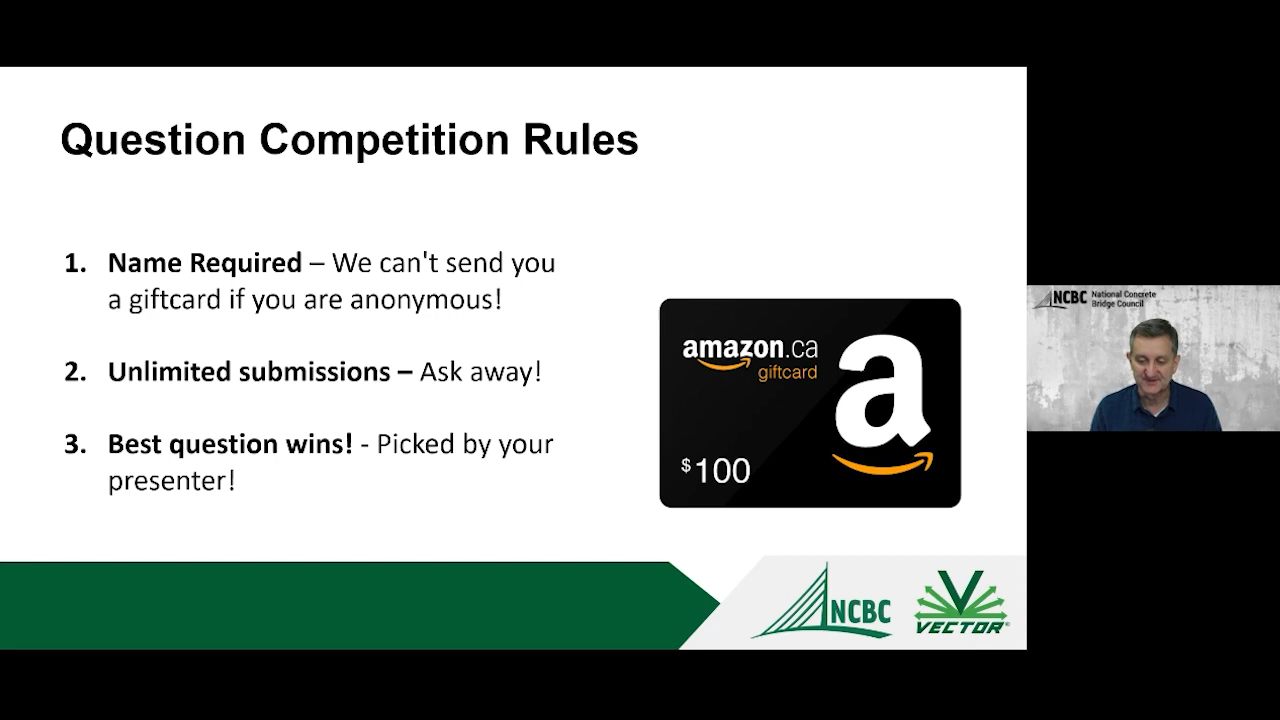 Question Competition Rules
1. Name Required – We can't send you
a giftcard if you are anonymous!
2. Unlimited submissions – Ask away!
3. Best question wins! - Picked by your
presenter!
amazon.ca
giftcard
a
$100
NCBC
VECTOR®
NCBC National Concrete
Bridge Council